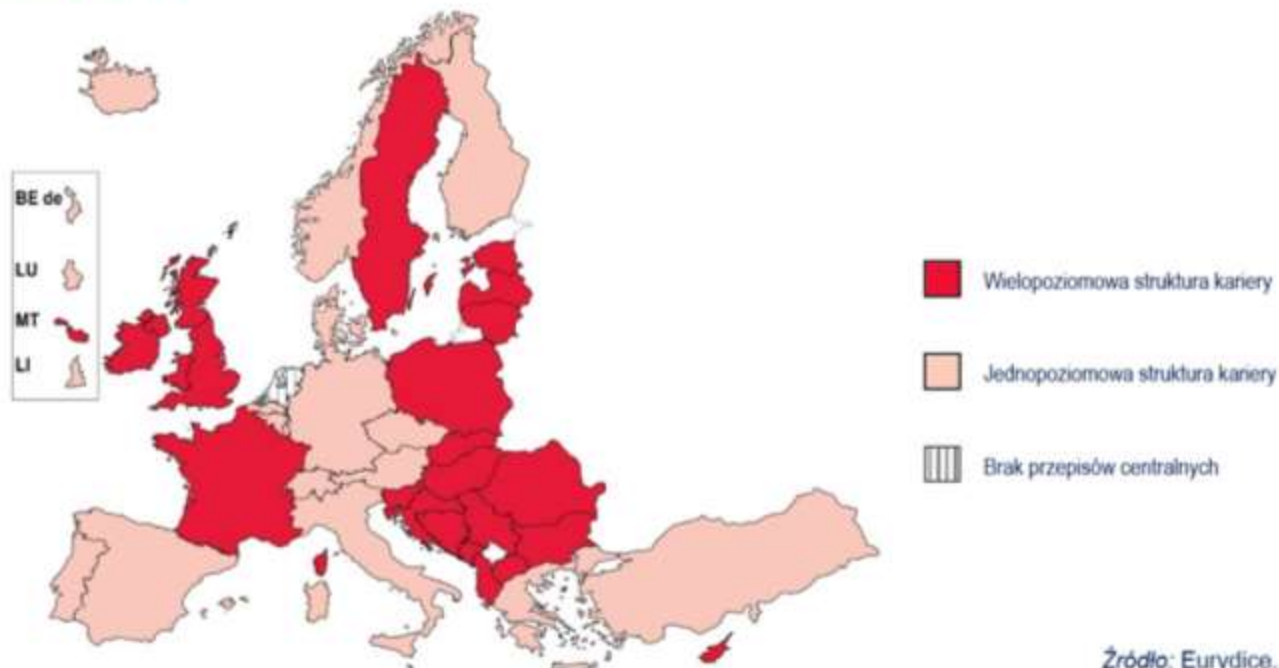 BE de
LU
MT
LI
Wielopoziomowa struktura kariery
Jednopoziomowa struktura kariery
Brak przepisów centralnych
Źródło: Eurydice.